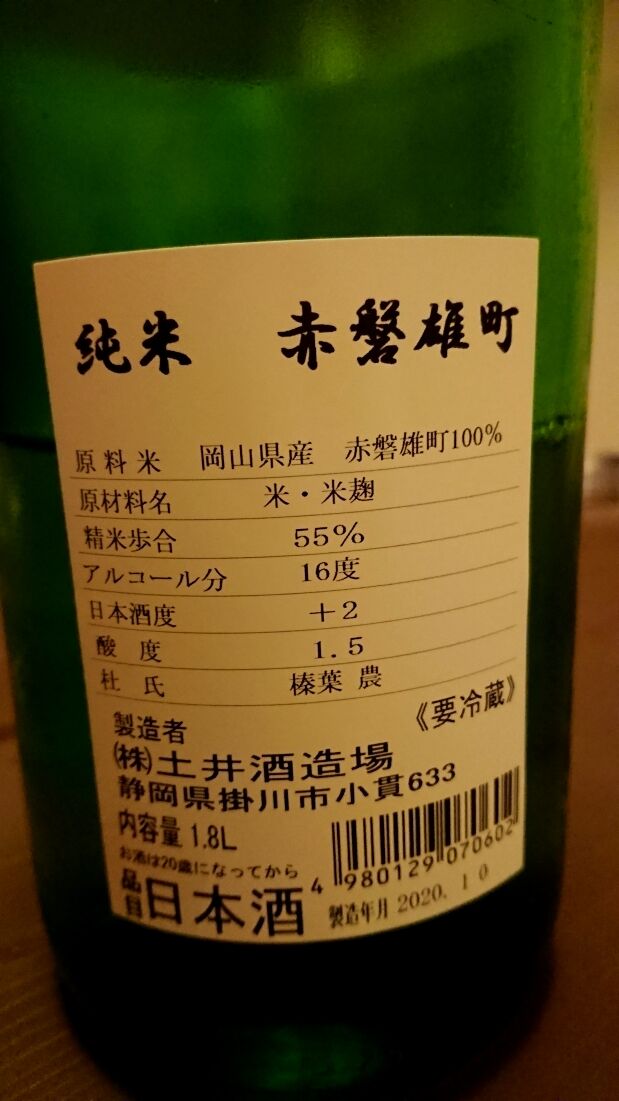 純米 赤磐雄町
原料米 岡山県産 赤磐雄町100%
原材料名 米・米麹
精米歩合 55%
アルコール分 16度
日本酒度 +2
酸度 1.5
杜氏 榛葉 農
《要冷蔵》
製造者
(株)土井酒造場
静岡県掛川市小貫633
内容量 1.8L
お酒は20歳になってから
4 980129 070602
品目 日本酒
製造年月 2020.10